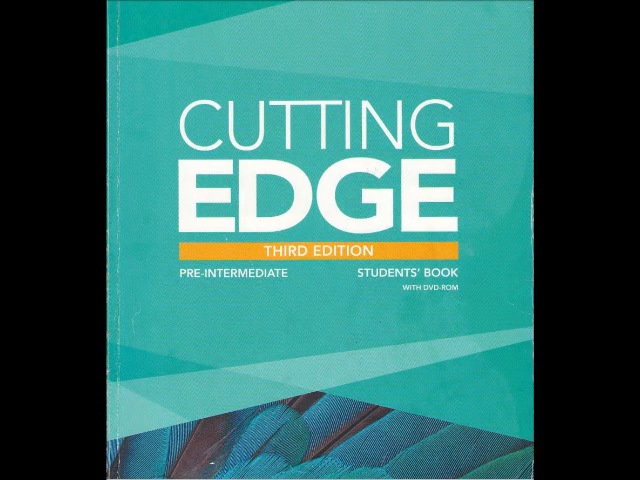 CUTTING
EDGE
THIRD EDITION
PRE-INTERMEDIATE STUDENTS' BOOK
WITH DVD-ROM